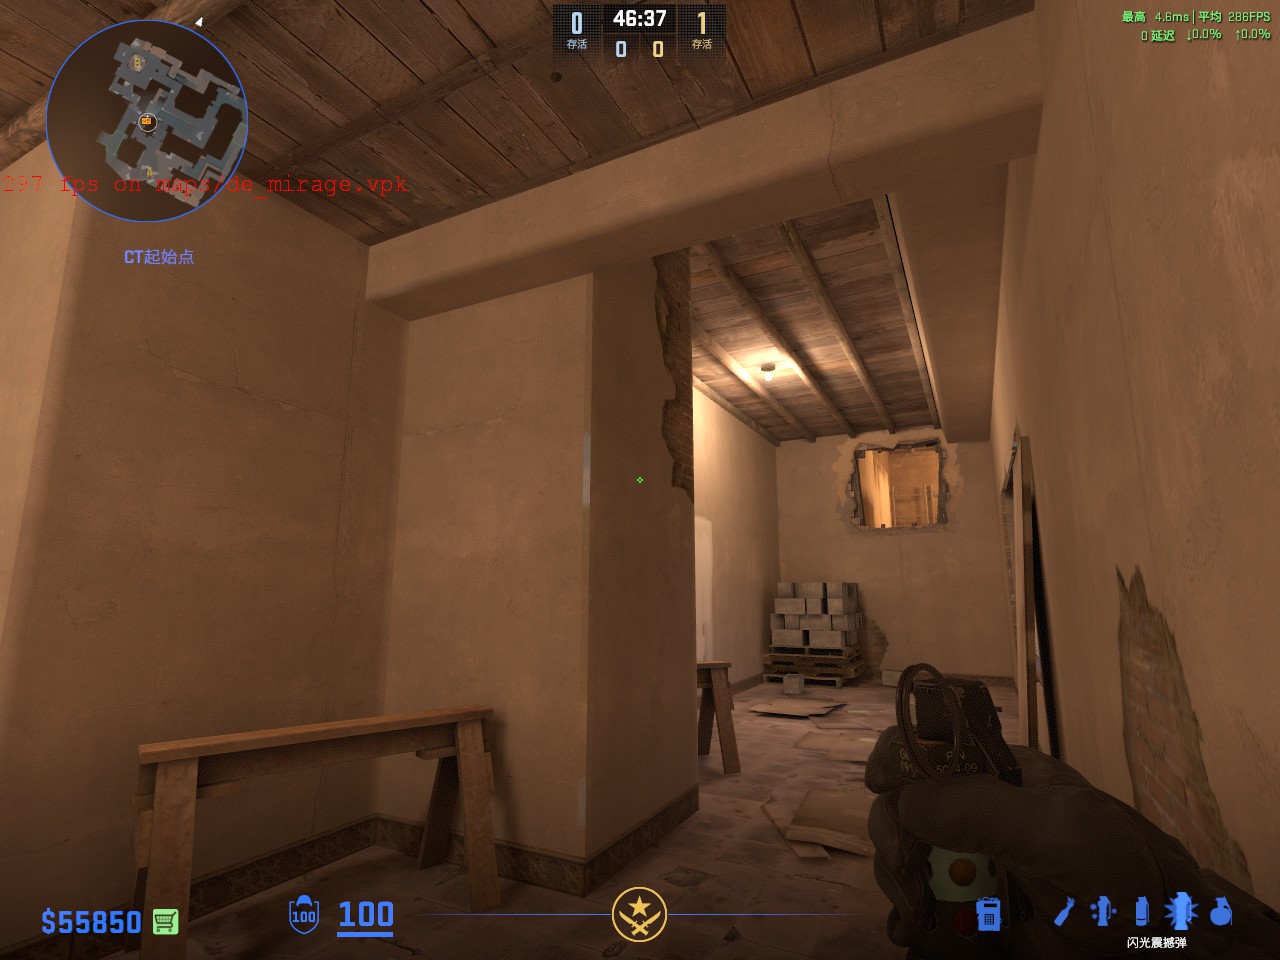 0 46:37 1
存活 0 0 存活
最高 4.6ms | 平均 286FPS
0 延迟 ↓0.0% ↑0.0%
B
A
297 fps on maps/de_mirage.vpk
CT起始点
$55850
100
100
闪光震撼弹